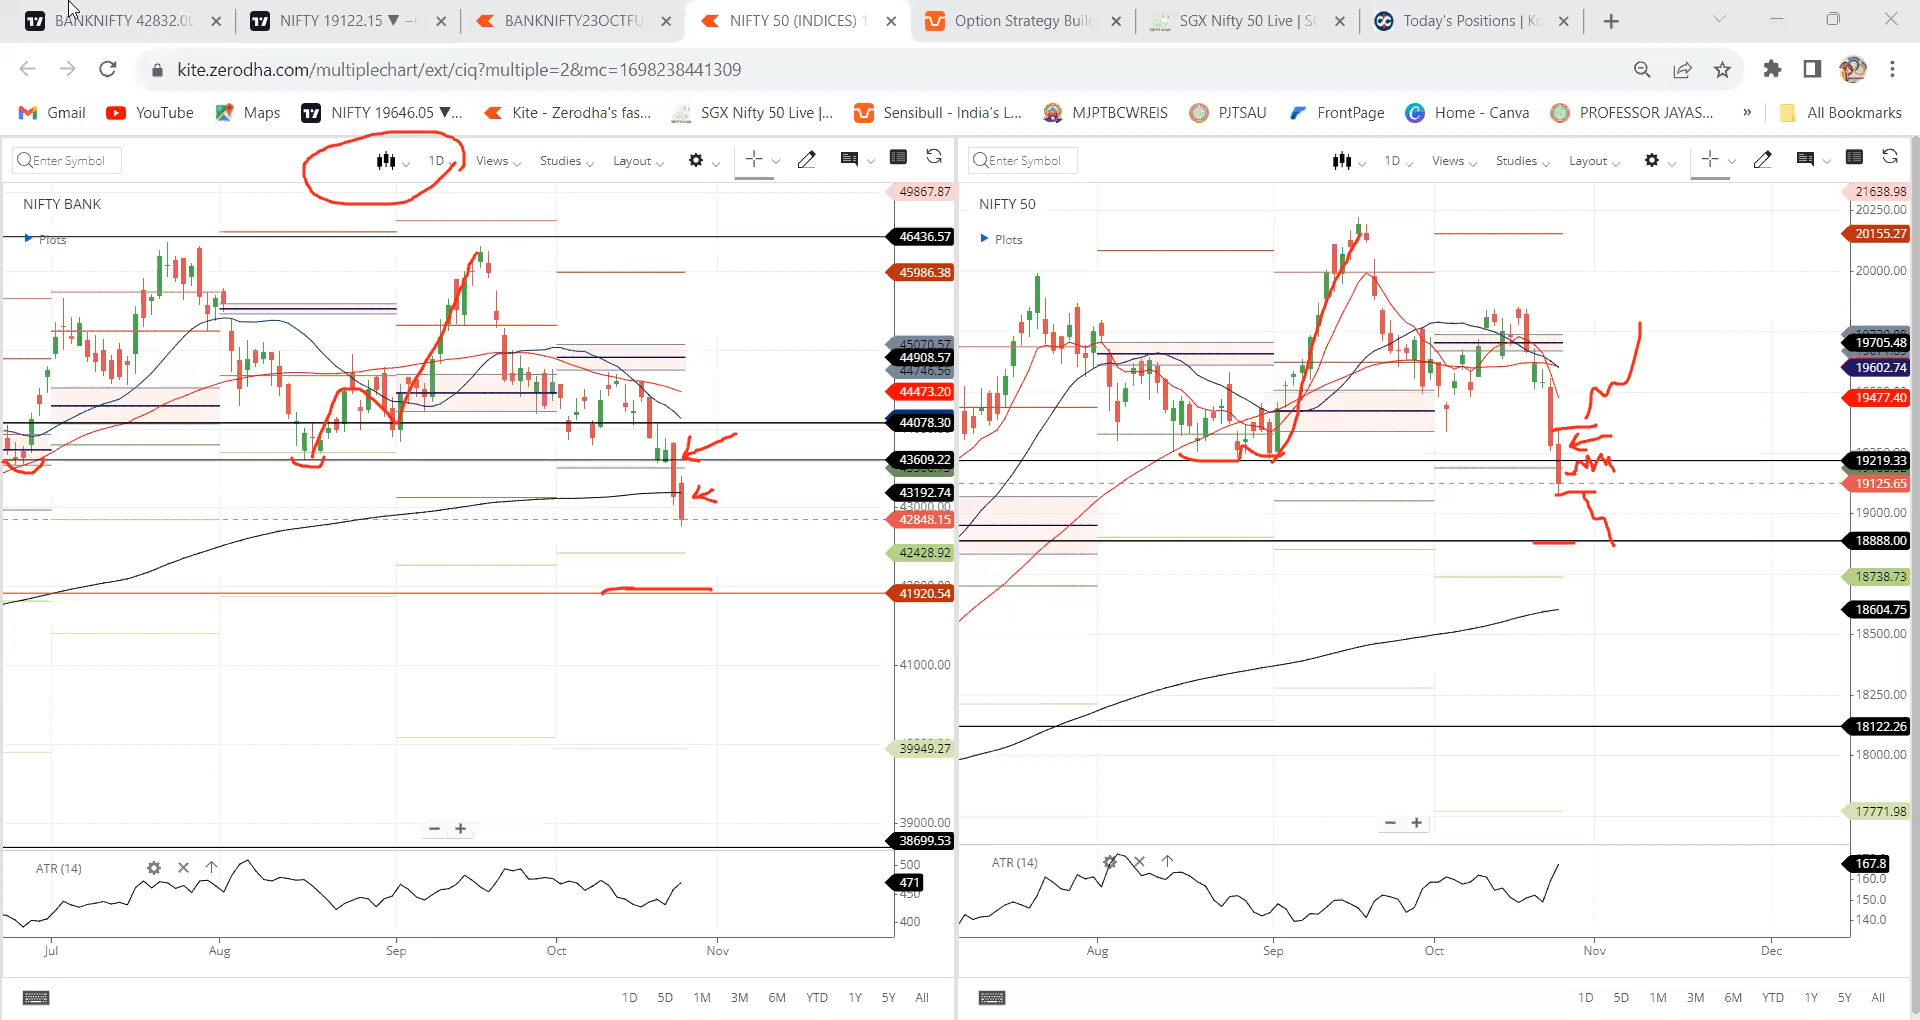 BANKNIFTY 42832.00
NIFTY 19122.15 ▼ −
BANKNIFTY23OCTFU
NIFTY 50 (INDICES) 1
Option Strategy Buil
SGX Nifty 50 Live | SG
Today's Positions | Ko
kite.zerodha.com/multiplechart/ext/ciq?multiple=2&mc=1698238441309
Gmail YouTube Maps NIFTY 19646.05 ▼... Kite - Zerodha's fas... SGX Nifty 50 Live |... Sensibull - India's L... MJPTBCWREIS PJTSAU FrontPage Home - Canva PROFESSOR JAYAS... » All Bookmarks
Enter Symbol 1D Views Studies Layout
NIFTY BANK
Plots
49867.87
46436.57
45986.38
45070.57
44908.57
44746.56
44473.20
44078.30
43609.22
43192.74
43000.00
42848.15
42428.92
41920.54
41000.00
39949.27
39000.00
38699.53
ATR (14)
500
471
450
400
Jul Aug Sep Oct Nov
1D 5D 1M 3M 6M YTD 1Y 5Y All
Enter Symbol 1D Views Studies Layout
NIFTY 50
Plots
21638.98
20250.00
20155.27
20000.00
19705.48
19602.74
19477.40
19219.33
19125.65
19000.00
18888.00
18738.73
18604.75
18500.00
18250.00
18122.26
18000.00
17771.98
ATR (14)
167.8
160.0
150.0
140.0
Aug Sep Oct Nov Dec
1D 5D 1M 3M 6M YTD 1Y 5Y All